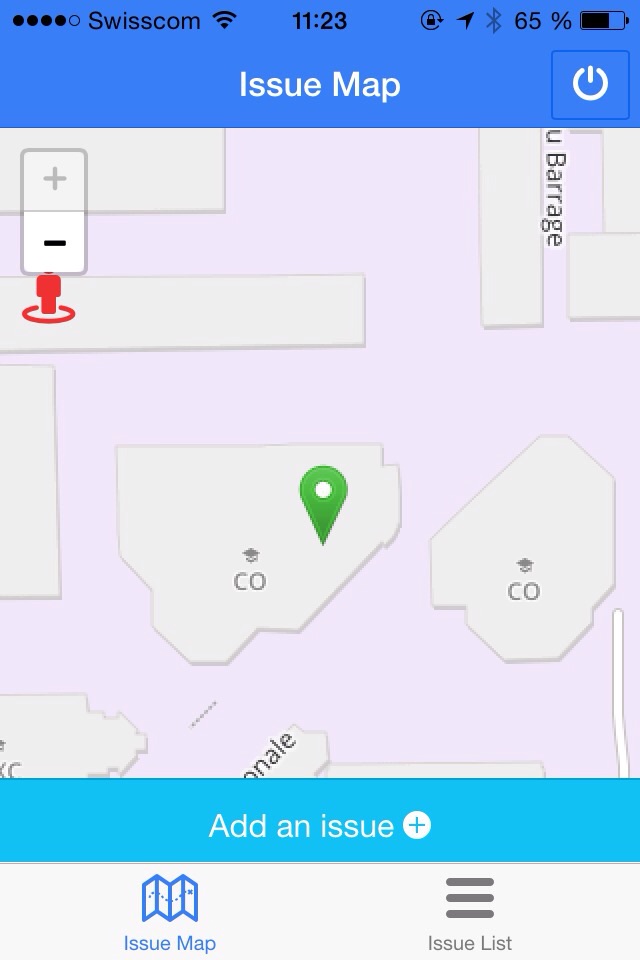 Swisscom 11:23 65 %
Issue Map
+
−
u Barrage
CO
CO
onale
Add an issue
Issue Map
Issue List